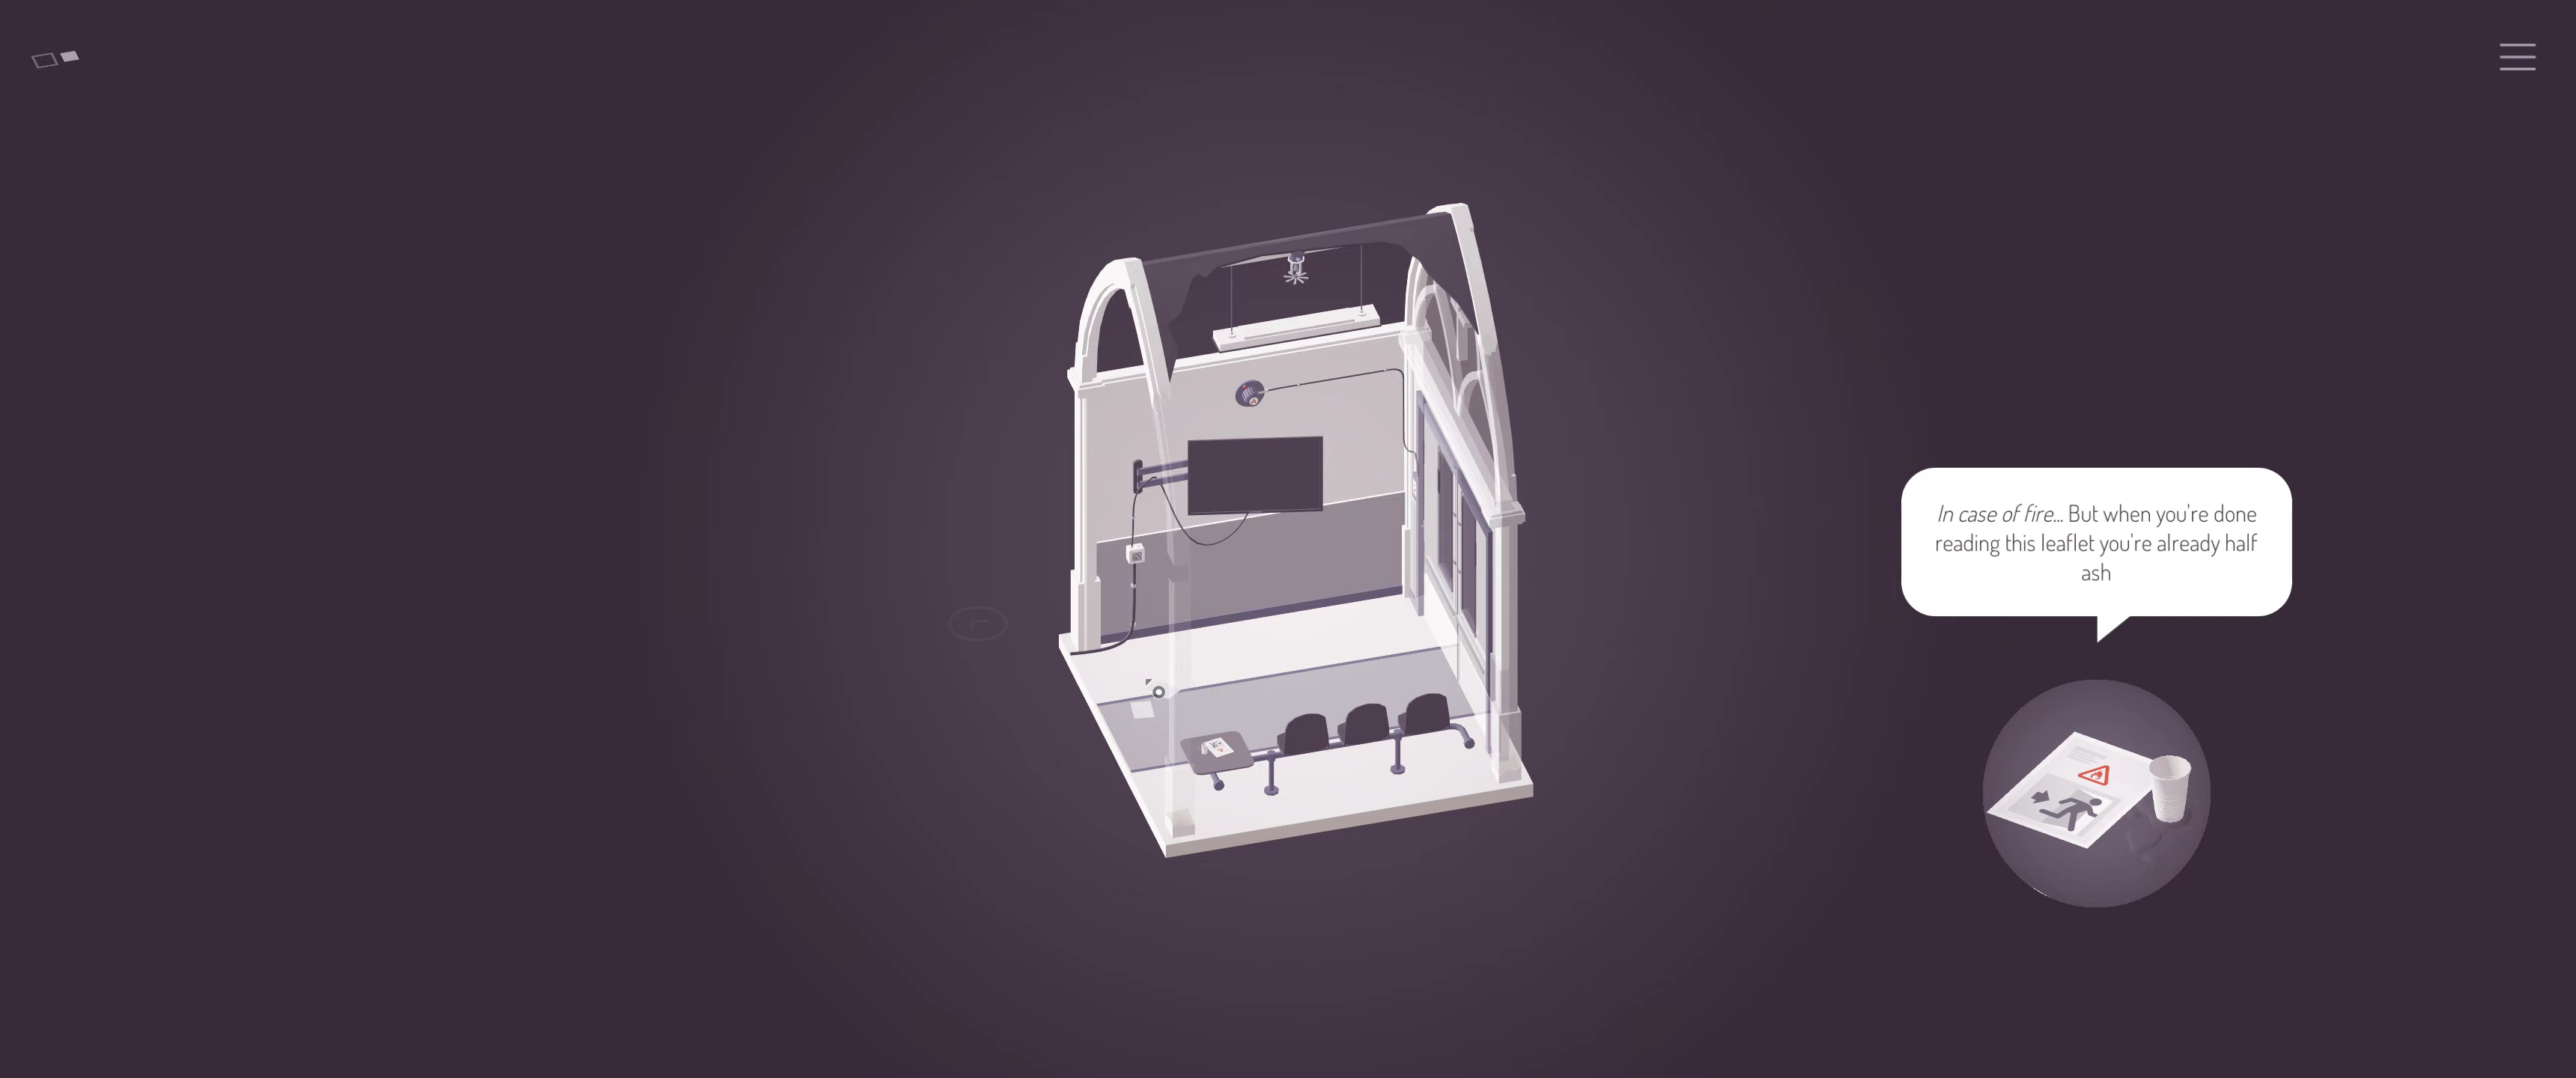 In case of fire... But when you're done
reading this leaflet you're already half
ash